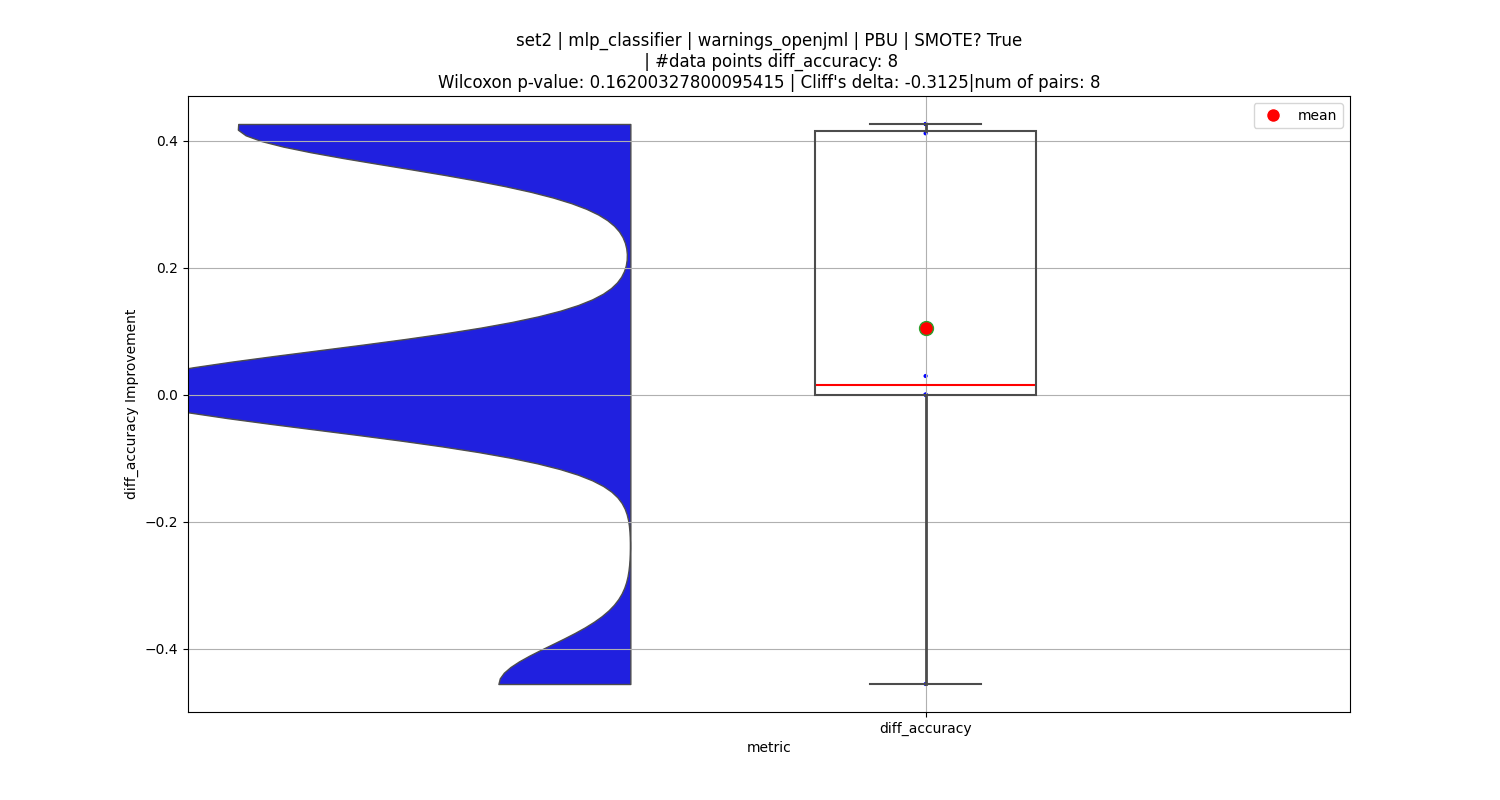 set2 | mlp_classifier | warnings_openjml | PBU | SMOTE? True
| #data points diff_accuracy: 8
Wilcoxon p-value: 0.16200327800095415 | Cliff's delta: -0.3125|num of pairs: 8
mean
0.4
0.2
0.0
−0.2
−0.4
diff_accuracy Improvement
diff_accuracy
metric